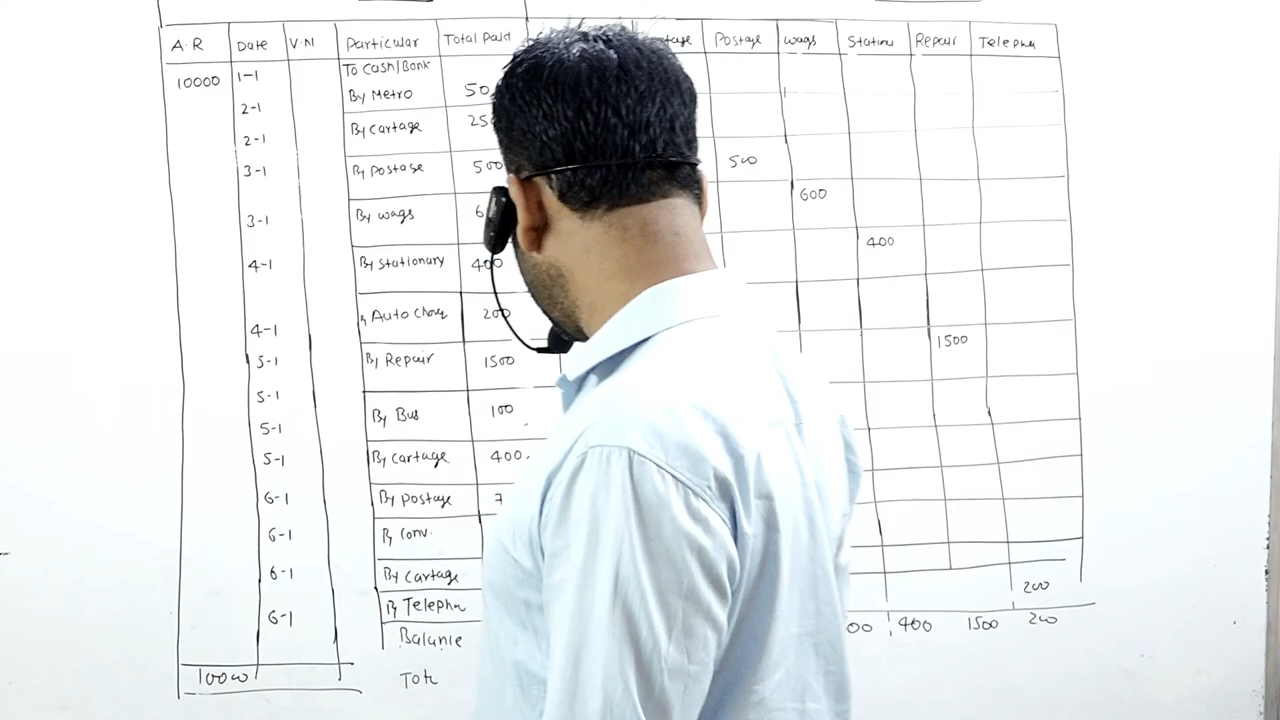 A.R Date V.N Particular Total Paid Postage wags Station Repair Telephn
10000 1-1 To Cash/Bank
By Metro
2-1
By cartage
2-1
3-1 By Postage 500 500
600
3-1 By wags
400
4-1 By Stationary 400
Auto Charg 200
4-1
1500
5-1 By Repair 1500
5-1
By Bus 100
5-1
5-1 By cartage 400
6-1 By Postage
6-1 By Conv.
6-1 By Cartage
200
6-1 By Telephn
400 1500 200
Balance
10000 Tot